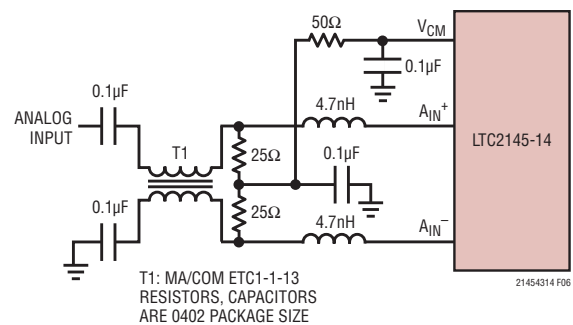 50Ω
VCM
0.1µF
0.1µF
4.7nH
AIN+
ANALOG
INPUT
LTC2145-14
T1
25Ω
0.1µF
0.1µF
25Ω
4.7nH
AIN–
T1: MA/COM ETC1-1-13
RESISTORS, CAPACITORS
ARE 0402 PACKAGE SIZE
21454314 F06